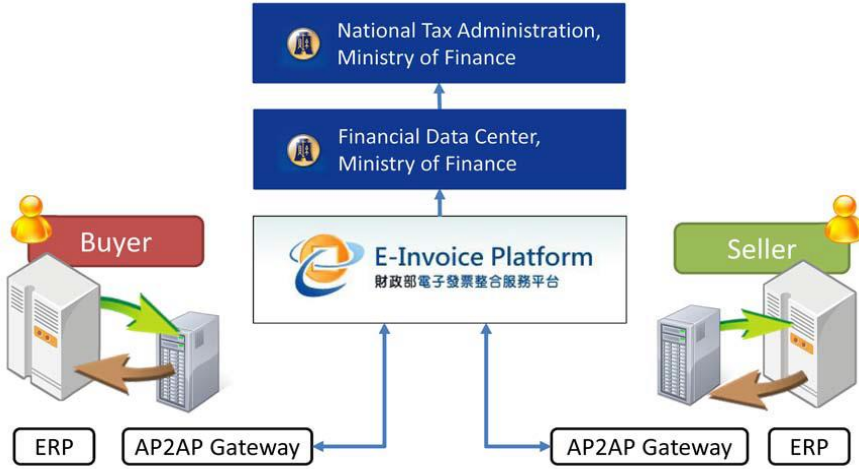 National Tax Administration,
Ministry of Finance
Financial Data Center,
Ministry of Finance
Buyer
E-Invoice Platform
財政部電子發票整合服務平台
Seller
ERP
AP2AP Gateway
AP2AP Gateway
ERP